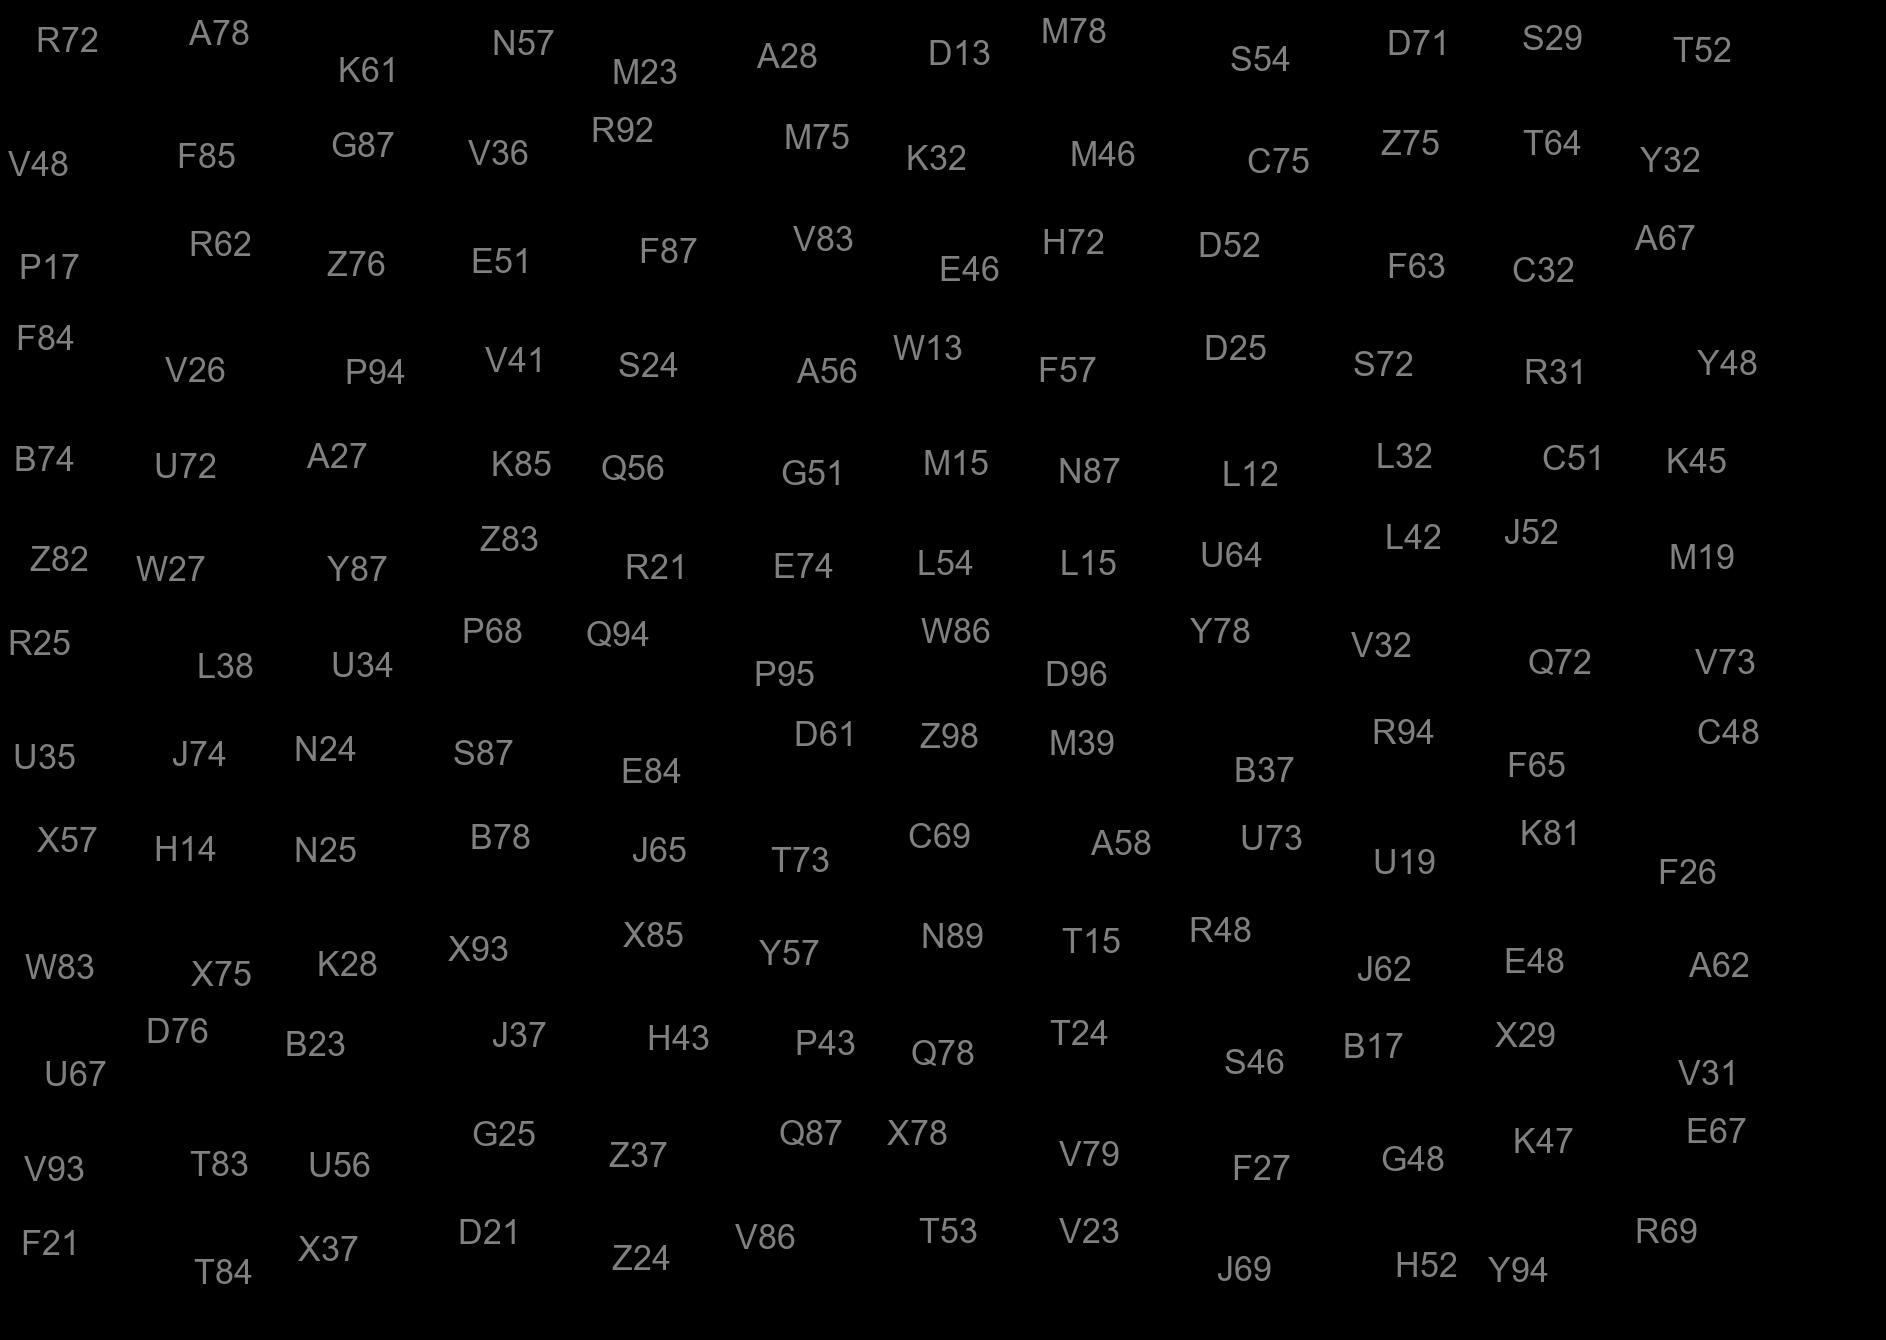 R72 A78 K61 N57 M23 A28 D13 M78 S54 D71 S29 T52
V48 F85 G87 V36 R92 M75 K32 M46 C75 Z75 T64 Y32
P17 R62 Z76 E51 F87 V83 E46 H72 D52 F63 C32 A67
F84 V26 P94 V41 S24 A56 W13 F57 D25 S72 R31 Y48
B74 U72 A27 K85 Q56 G51 M15 N87 L12 L32 C51 K45
Z82 W27 Y87 Z83 R21 E74 L54 L15 U64 L42 J52 M19
R25 L38 U34 P68 Q94 P95 W86 D96 Y78 V32 Q72 V73
U35 J74 N24 S87 E84 D61 Z98 M39 B37 R94 F65 C48
X57 H14 N25 B78 J65 T73 C69 A58 U73 U19 K81 F26
W83 X75 K28 X93 X85 Y57 N89 T15 R48 J62 E48 A62
U67 D76 B23 J37 H43 P43 Q78 T24 S46 B17 X29 V31
V93 T83 U56 G25 Z37 Q87 X78 V79 F27 G48 K47 E67
F21 T84 X37 D21 Z24 V86 T53 V23 J69 H52 Y94 R69